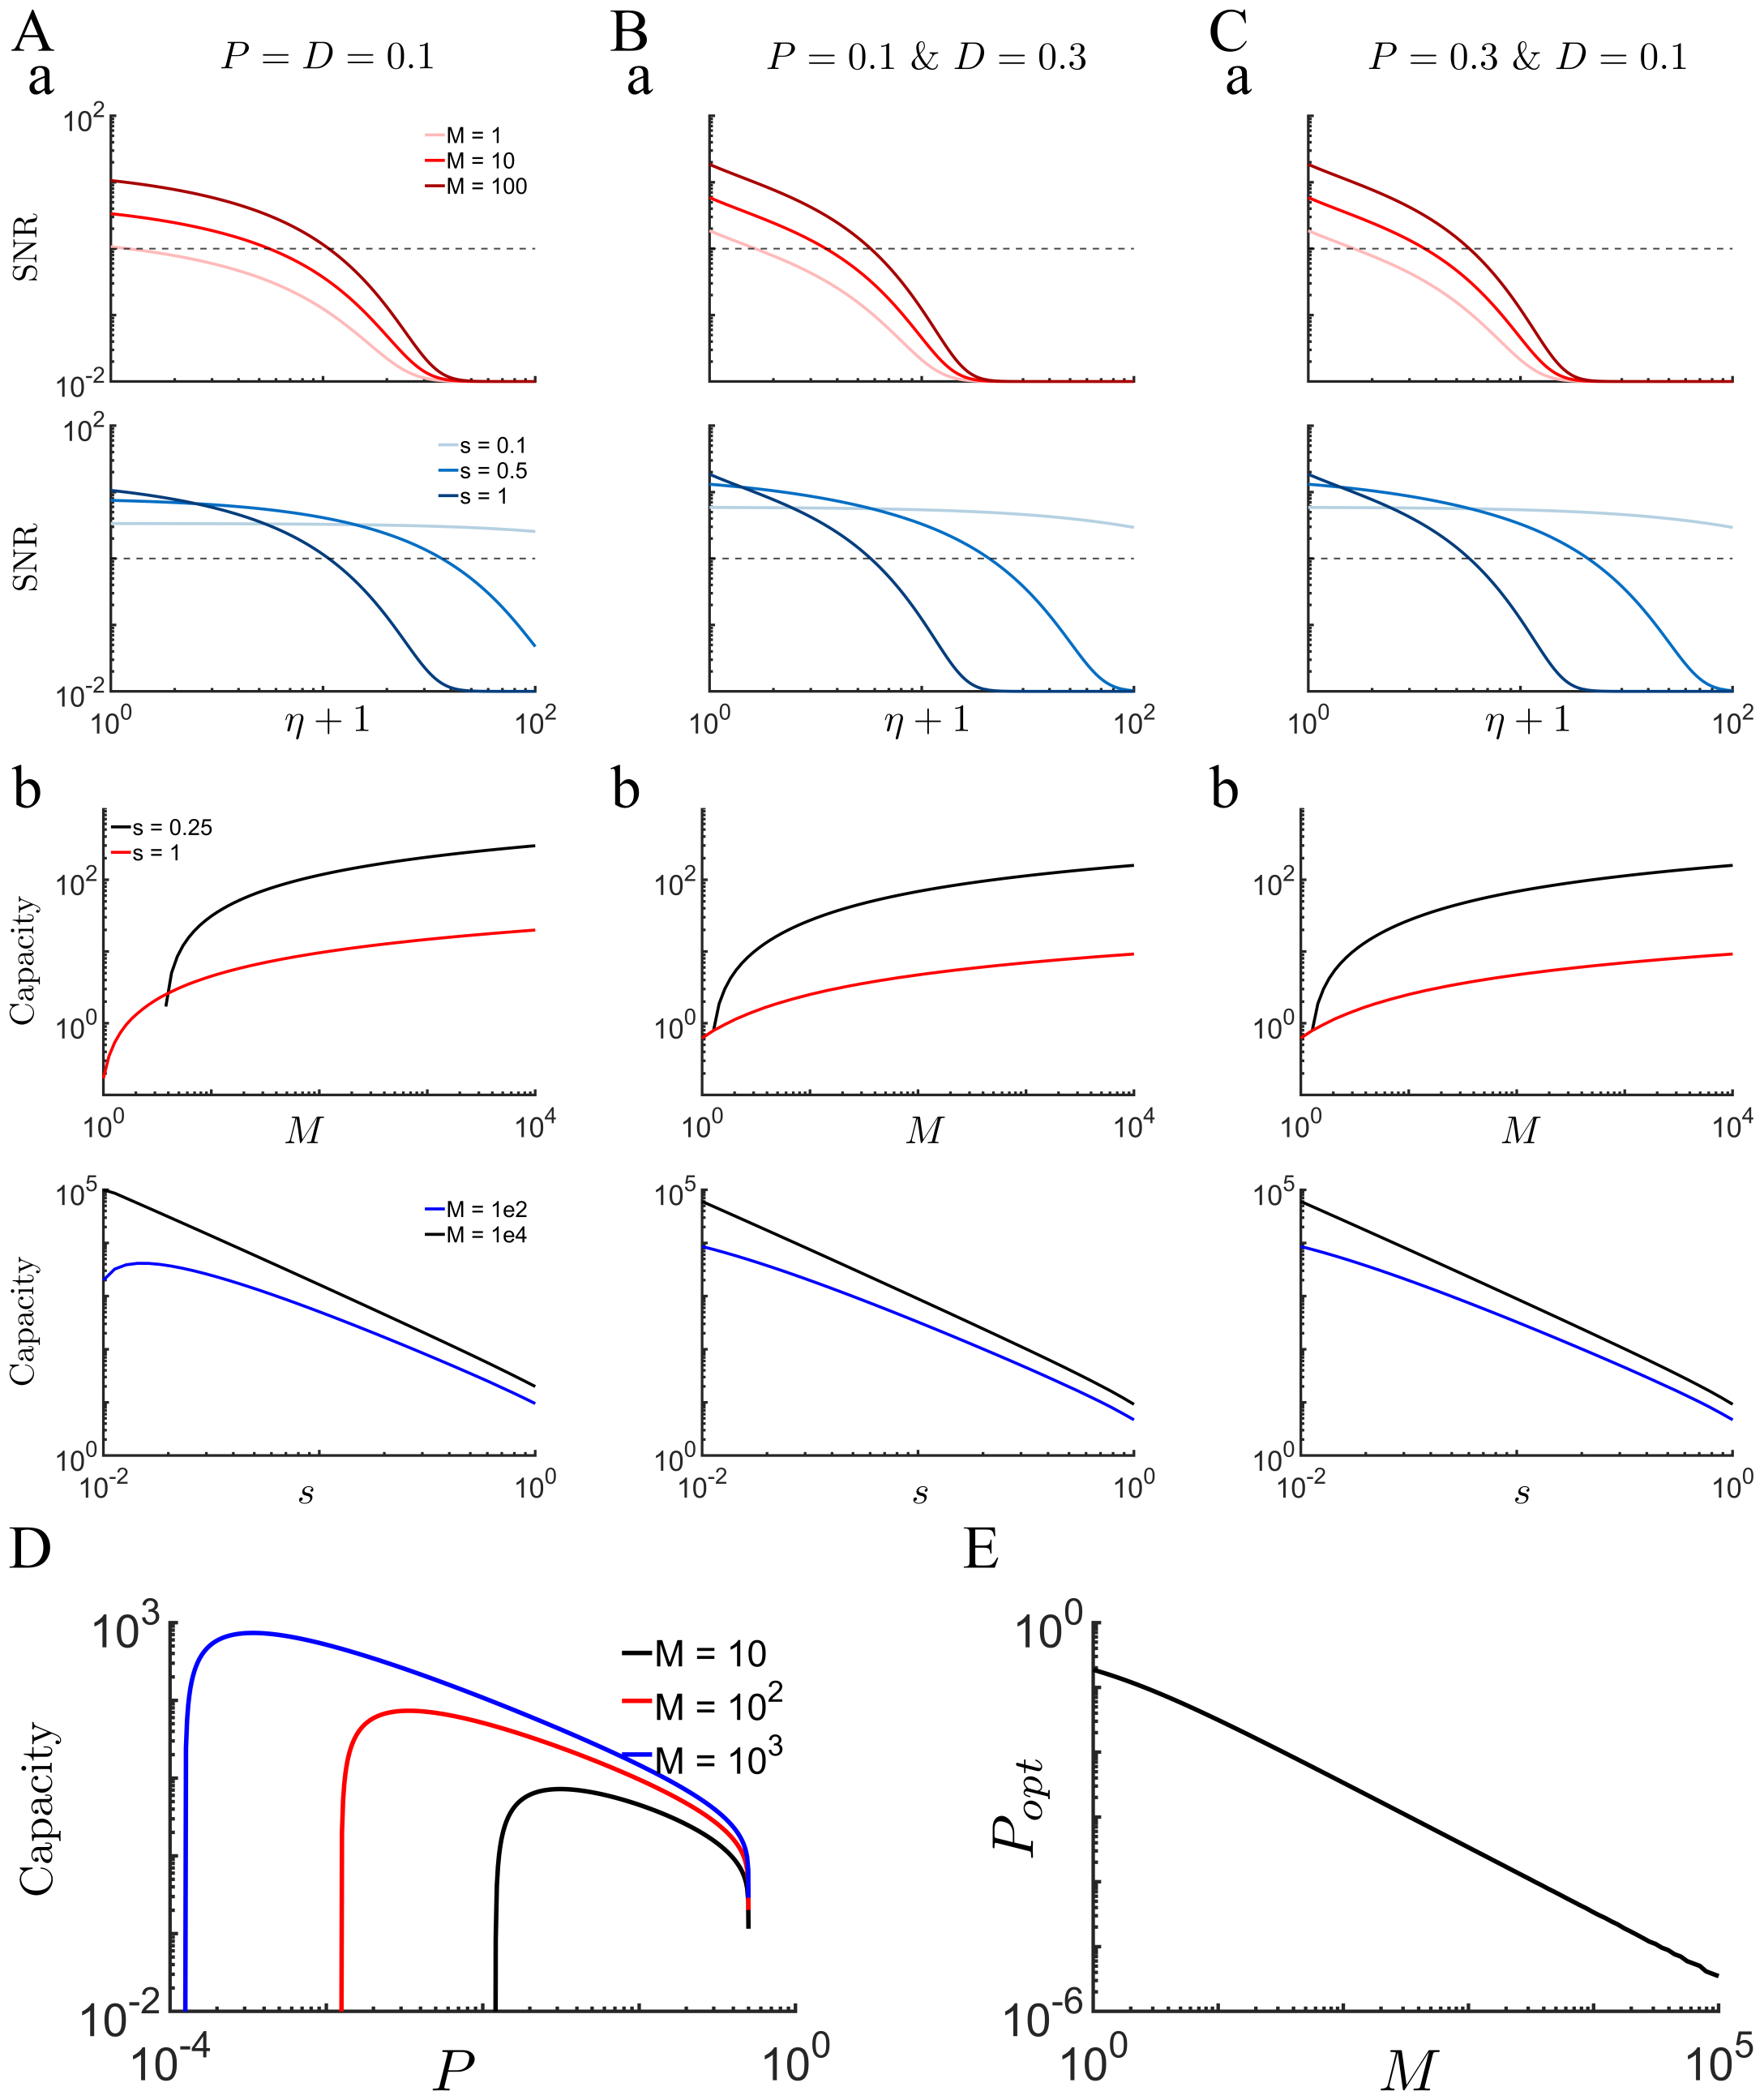 A
B
C
P = D = 0.1
P = 0.1 & D = 0.3
P = 0.3 & D = 0.1
a
a
a
10^2
M = 1
M = 10
M = 100
SNR
10^-2
10^2
s = 0.1
s = 0.5
s = 1
SNR
10^-2
10^0 η + 1 10^2
10^0 η + 1 10^2
10^0 η + 1 10^2
b
b
b
s = 0.25
s = 1
10^2
10^2
10^2
Capacity
10^0
10^0
10^0
10^0 M 10^4
10^0 M 10^4
10^0 M 10^4
10^5
10^5
10^5
M = 1e2
M = 1e4
Capacity
10^0
10^0
10^0
10^-2 s 10^0
10^-2 s 10^0
10^-2 s 10^0
D
E
10^3
M = 10
M = 10^2
M = 10^3
Capacity
10^-2
10^-4 P 10^0
10^0
P_opt
10^-6
10^0 M 10^5